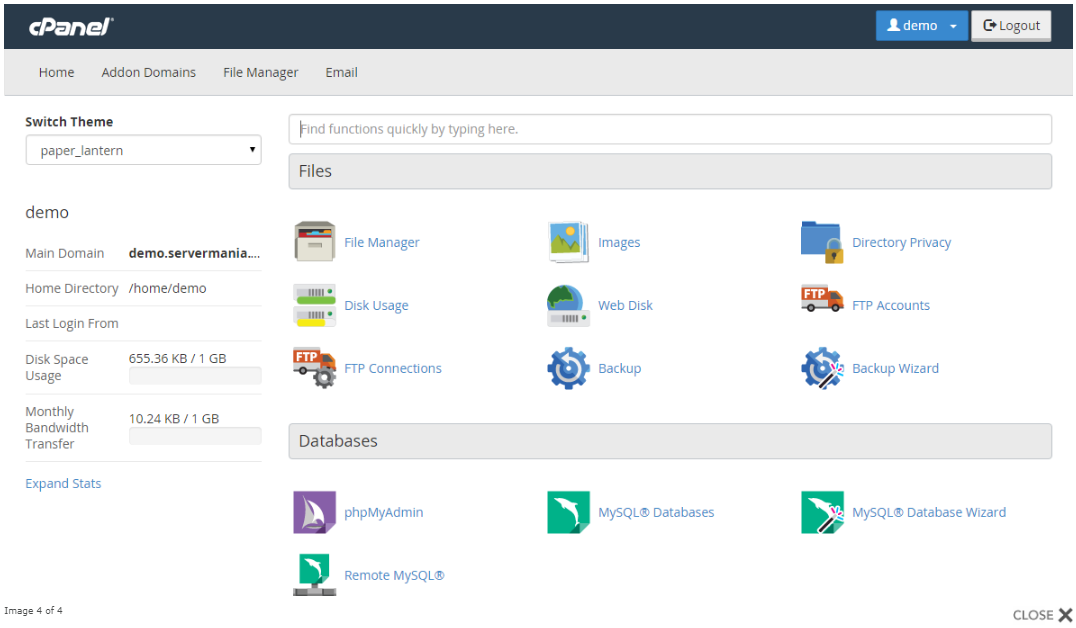 cPanel®
demo
Logout
Home Addon Domains File Manager Email
Switch Theme
paper_lantern
demo
Main Domain demo.servermania....
Home Directory /home/demo
Last Login From
Disk Space
Usage
655.36 KB / 1 GB
Monthly
Bandwidth
Transfer
10.24 KB / 1 GB
Expand Stats
Find functions quickly by typing here.
Files
File Manager Images Directory Privacy
Disk Usage Web Disk FTP FTP Accounts
FTP FTP Connections Backup Backup Wizard
Databases
phpMyAdmin MySQL® Databases MySQL® Database Wizard
Remote MySQL®
Image 4 of 4
CLOSE